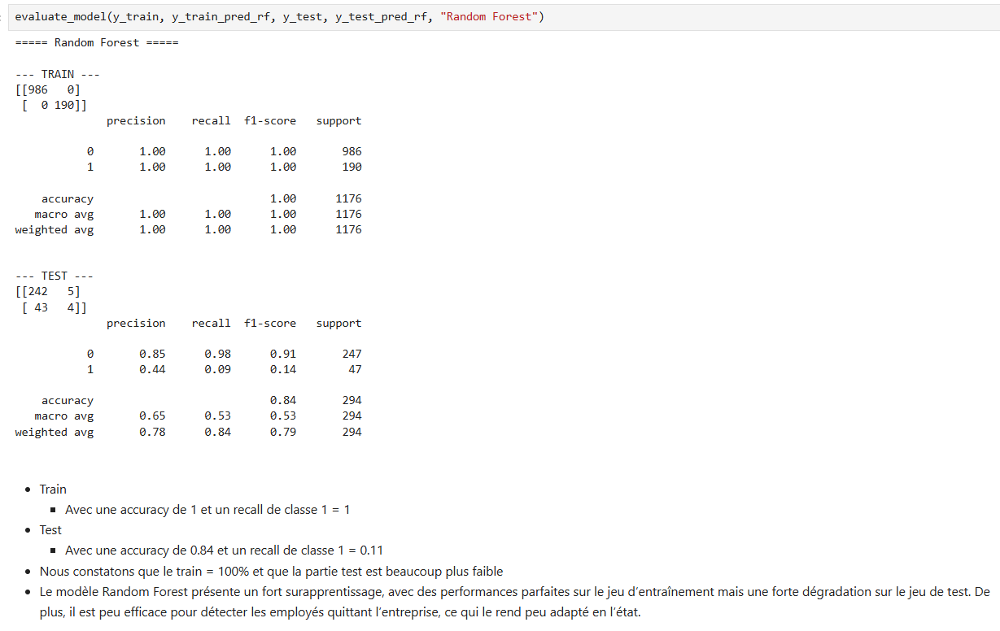 evaluate_model(y_train, y_train_pred_rf, y_test, y_test_pred_rf, "Random Forest")
===== Random Forest =====
--- TRAIN ---
[[986   0]
 [  0 190]]
              precision    recall  f1-score   support
           0       1.00      1.00      1.00       986
           1       1.00      1.00      1.00       190
    accuracy                           1.00      1176
   macro avg       1.00      1.00      1.00      1176
weighted avg       1.00      1.00      1.00      1176
--- TEST ---
[[242   5]
 [ 43   4]]
              precision    recall  f1-score   support
           0       0.85      0.98      0.91       247
           1       0.44      0.09      0.14        47
    accuracy                           0.84       294
   macro avg       0.65      0.53      0.53       294
weighted avg       0.78      0.84      0.79       294
• Train
▪ Avec une accuracy de 1 et un recall de classe 1 = 1
• Test
▪ Avec une accuracy de 0.84 et un recall de classe 1 = 0.11
• Nous constatons que le train = 100% et que la partie test est beaucoup plus faible
• Le modèle Random Forest présente un fort surapprentissage, avec des performances parfaites sur le jeu d’entraînement mais une forte dégradation sur le jeu de test. De
plus, il est peu efficace pour détecter les employés quittant l’entreprise, ce qui le rend peu adapté en l’état.